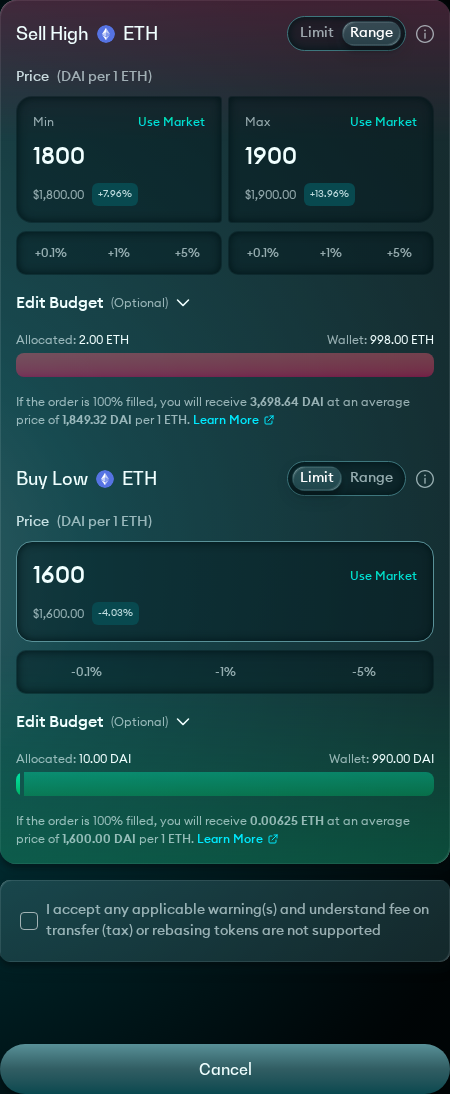 Sell High ETH Limit Range
Price (DAI per 1 ETH)
Min Use Market Max Use Market
1800 1900
$1,800.00 +7.96% $1,900.00 +13.96%
+0.1% +1% +5% +0.1% +1% +5%
Edit Budget (Optional)
Allocated: 2.00 ETH Wallet: 998.00 ETH
If the order is 100% filled, you will receive 3,698.64 DAI at an average
price of 1,849.32 DAI per 1 ETH. Learn More
Buy Low ETH Limit Range
Price (DAI per 1 ETH)
1600 Use Market
$1,600.00 -4.03%
-0.1% -1% -5%
Edit Budget (Optional)
Allocated: 10.00 DAI Wallet: 990.00 DAI
If the order is 100% filled, you will receive 0.00625 ETH at an average
price of 1,600.00 DAI per 1 ETH. Learn More
I accept any applicable warning(s) and understand fee on
transfer (tax) or rebasing tokens are not supported
Cancel